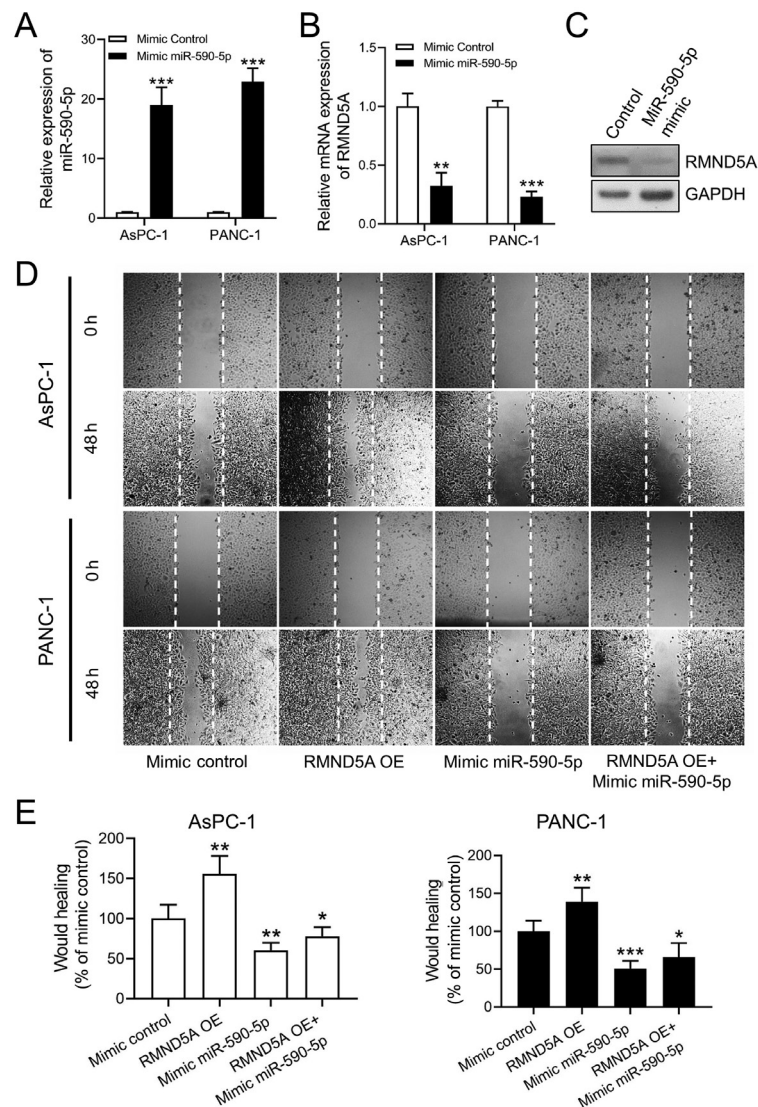 A
Relative expression of
miR-590-5p
Mimic Control
Mimic miR-590-5p
30
20
10
0
***
***
AsPC-1
PANC-1
B
Relative mRNA expression
of RMND5A
Mimic Control
Mimic miR-590-5p
1.5
1.0
0.5
0.0
**
***
AsPC-1
PANC-1
C
Control
MiR-590-5p
mimic
RMND5A
GAPDH
D
AsPC-1
0 h
48h
PANC-1
0h
48h
Mimic control
RMND5A OE
Mimic miR-590-5p
RMND5A OE+
Mimic miR-590-5p
E
AsPC-1
Would healing
(% of mimic control)
200
150
100
50
0
**
**
*
Mimic control
RMND5A OE
Mimic miR-590-5p
RMND5A OE+
Mimic miR-590-5p
PANC-1
Would healing
(% of mimic control)
200
150
100
50
0
**
***
*
Mimic control
RMND5A OE
Mimic miR-590-5p
RMND5A OE+
Mimic miR-590-5p